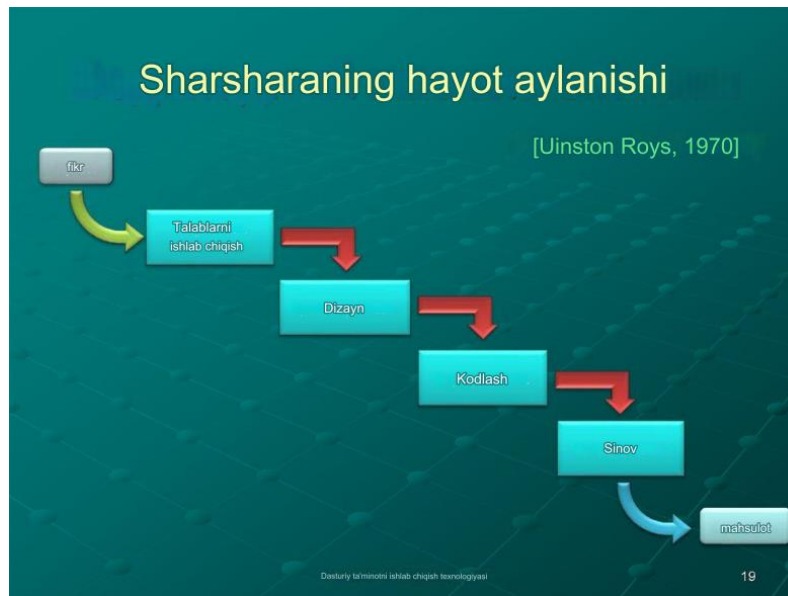 Sharsharaning hayot aylanishi
[Uinston Roys, 1970]
fikr
Talablarni
ishlab chiqish
Dizayn
Kodlash
Sinov
mahsulot
Dasturiy ta'minotni ishlab chiqish texnologiyasi
19